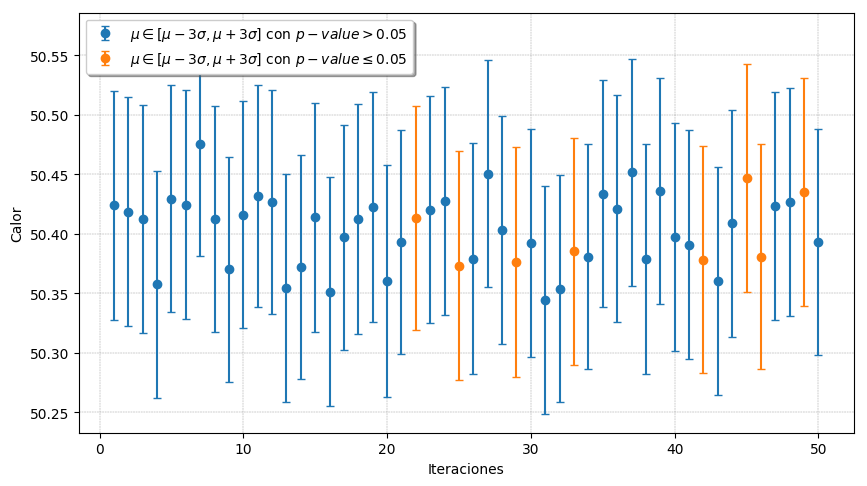 μ ∈ [μ − 3σ, μ + 3σ] con p − value > 0.05
μ ∈ [μ − 3σ, μ + 3σ] con p − value ≤ 0.05
50.55
50.50
50.45
50.40
50.35
50.30
50.25
Calor
0 10 20 30 40 50
Iteraciones